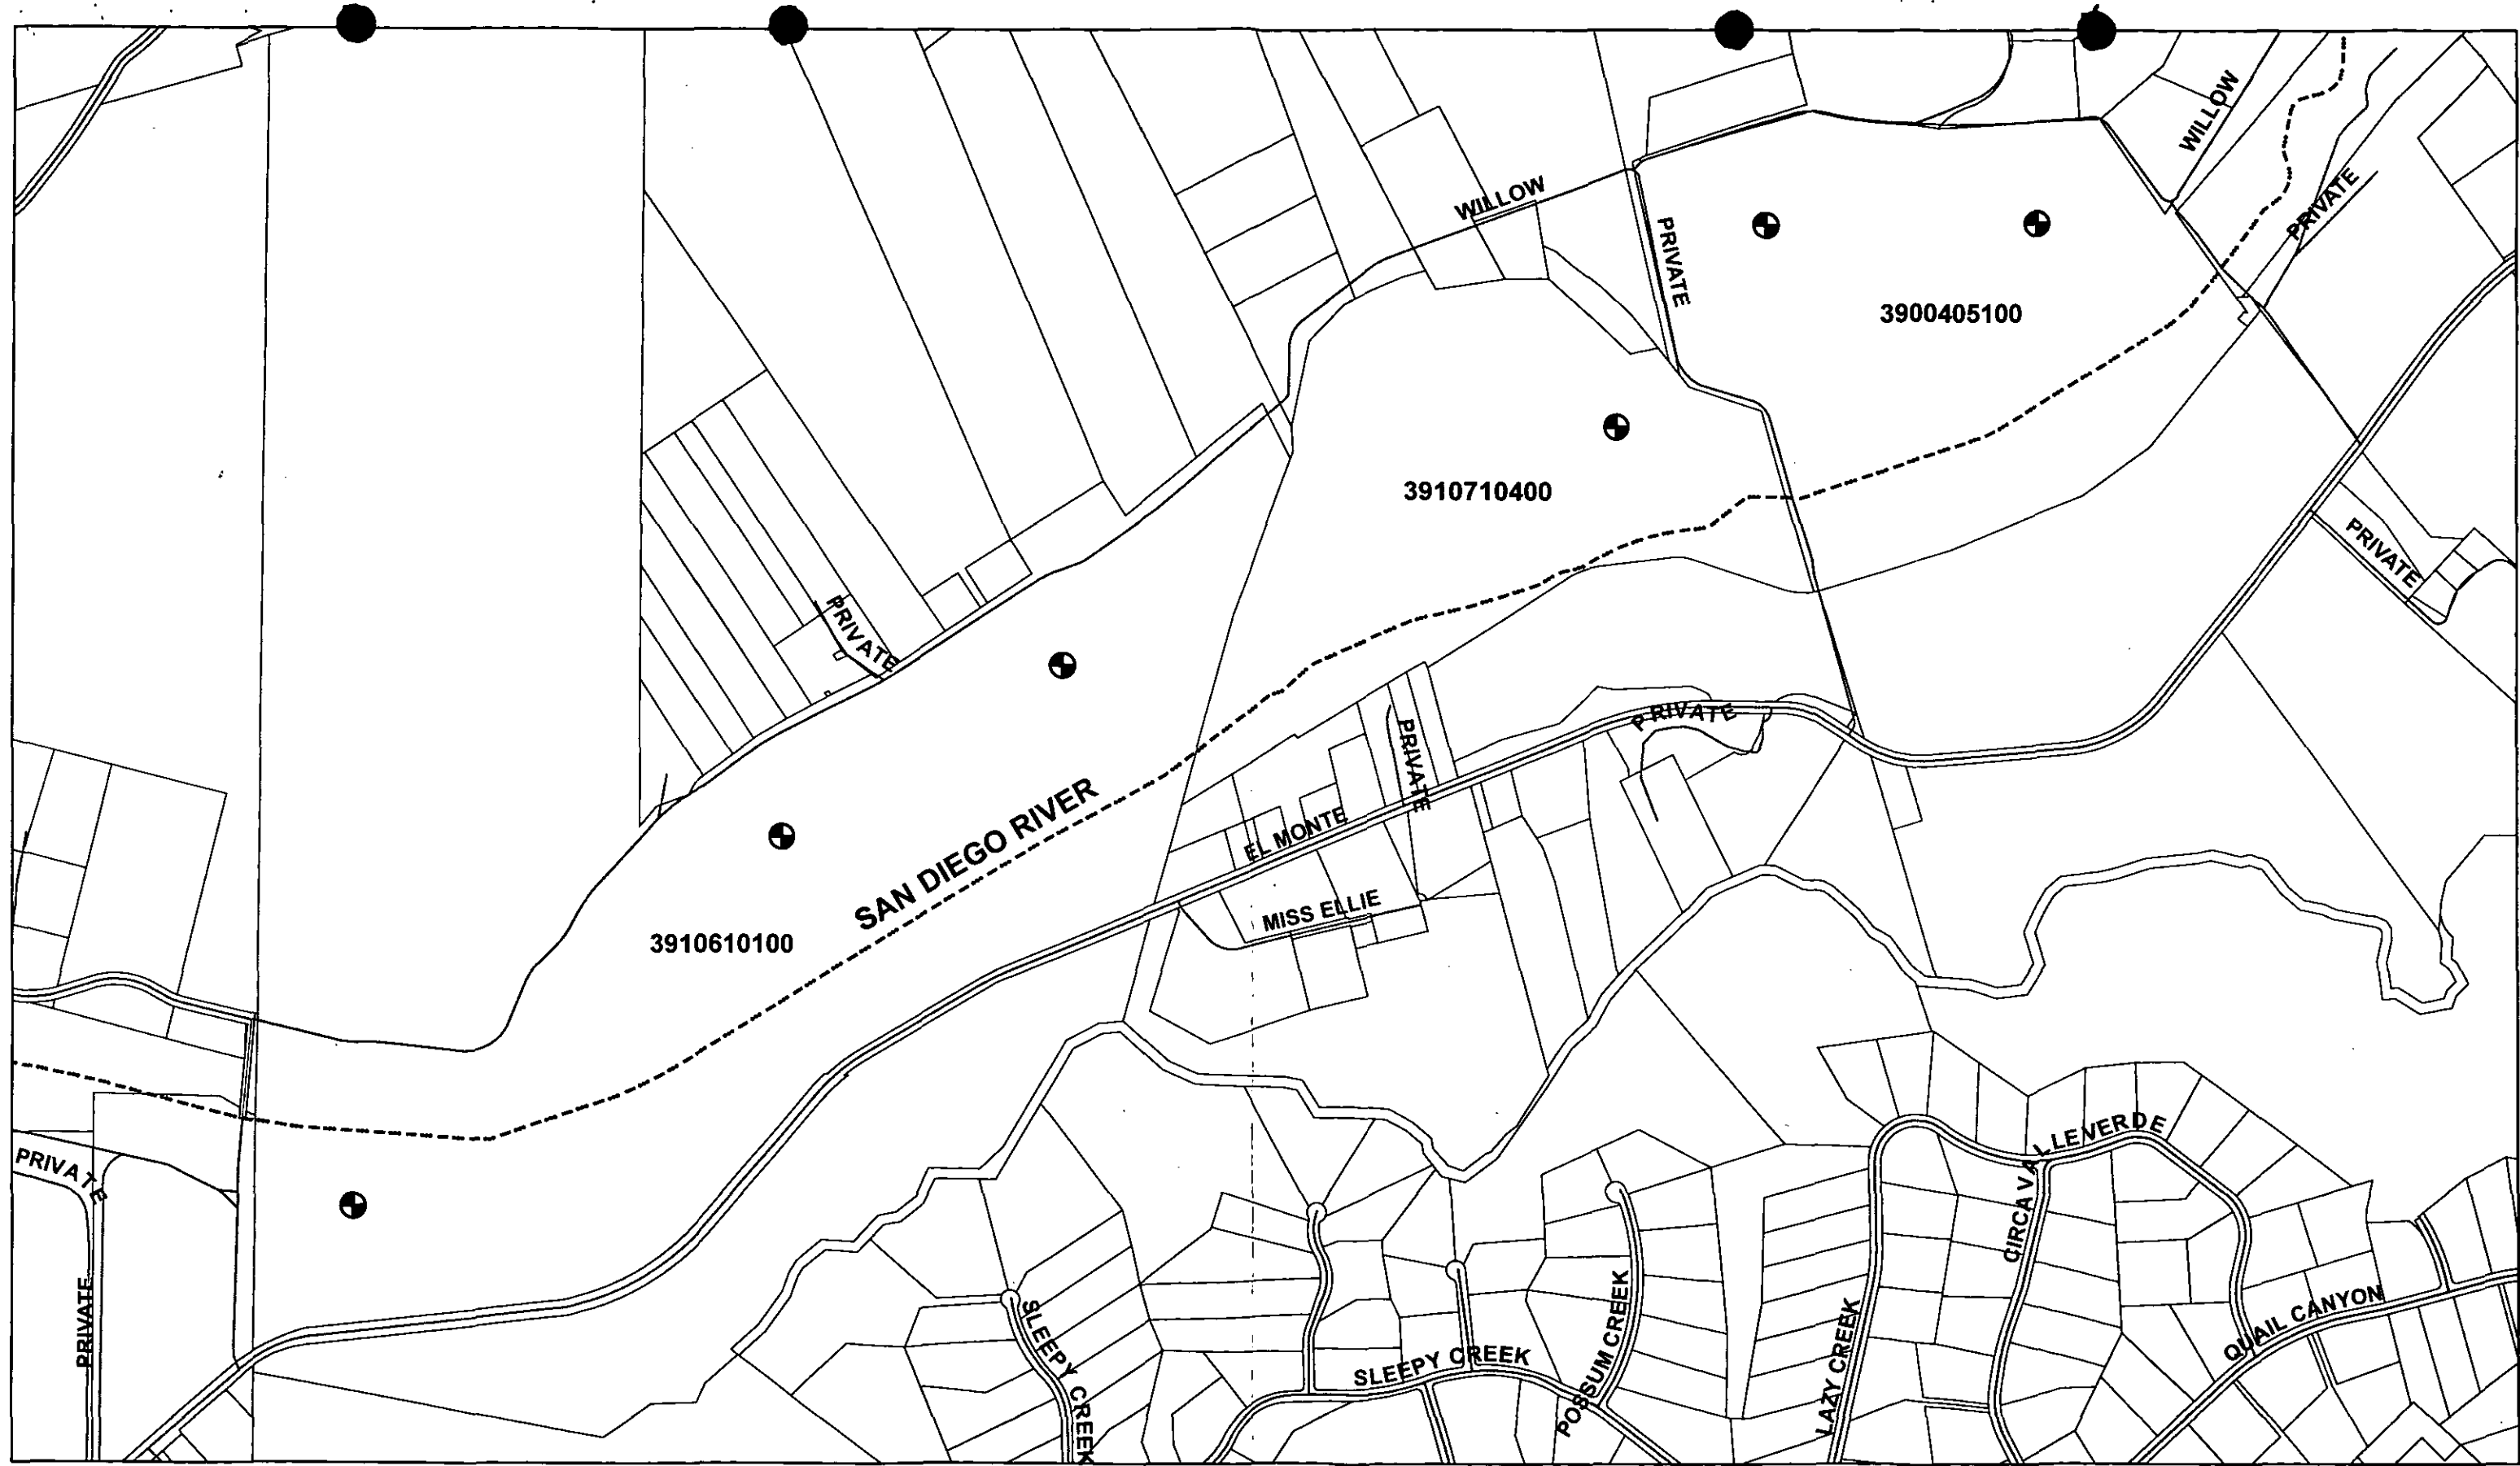 WILLOW
WILLOW
PRIVATE
PRIVATE
3900405100
3910710400
PRIVATE
PRIVATE
PRIVATE
PRIVATE
SAN DIEGO RIVER
EL MONTE
MISS ELLIE
3910610100
PRIVATE
PRIVATE
CIRCA VALLE VERDE
SLEEPY CREEK
SLEEPY CREEK
POSSUM CREEK
LAZY CREEK
QUAIL CANYON